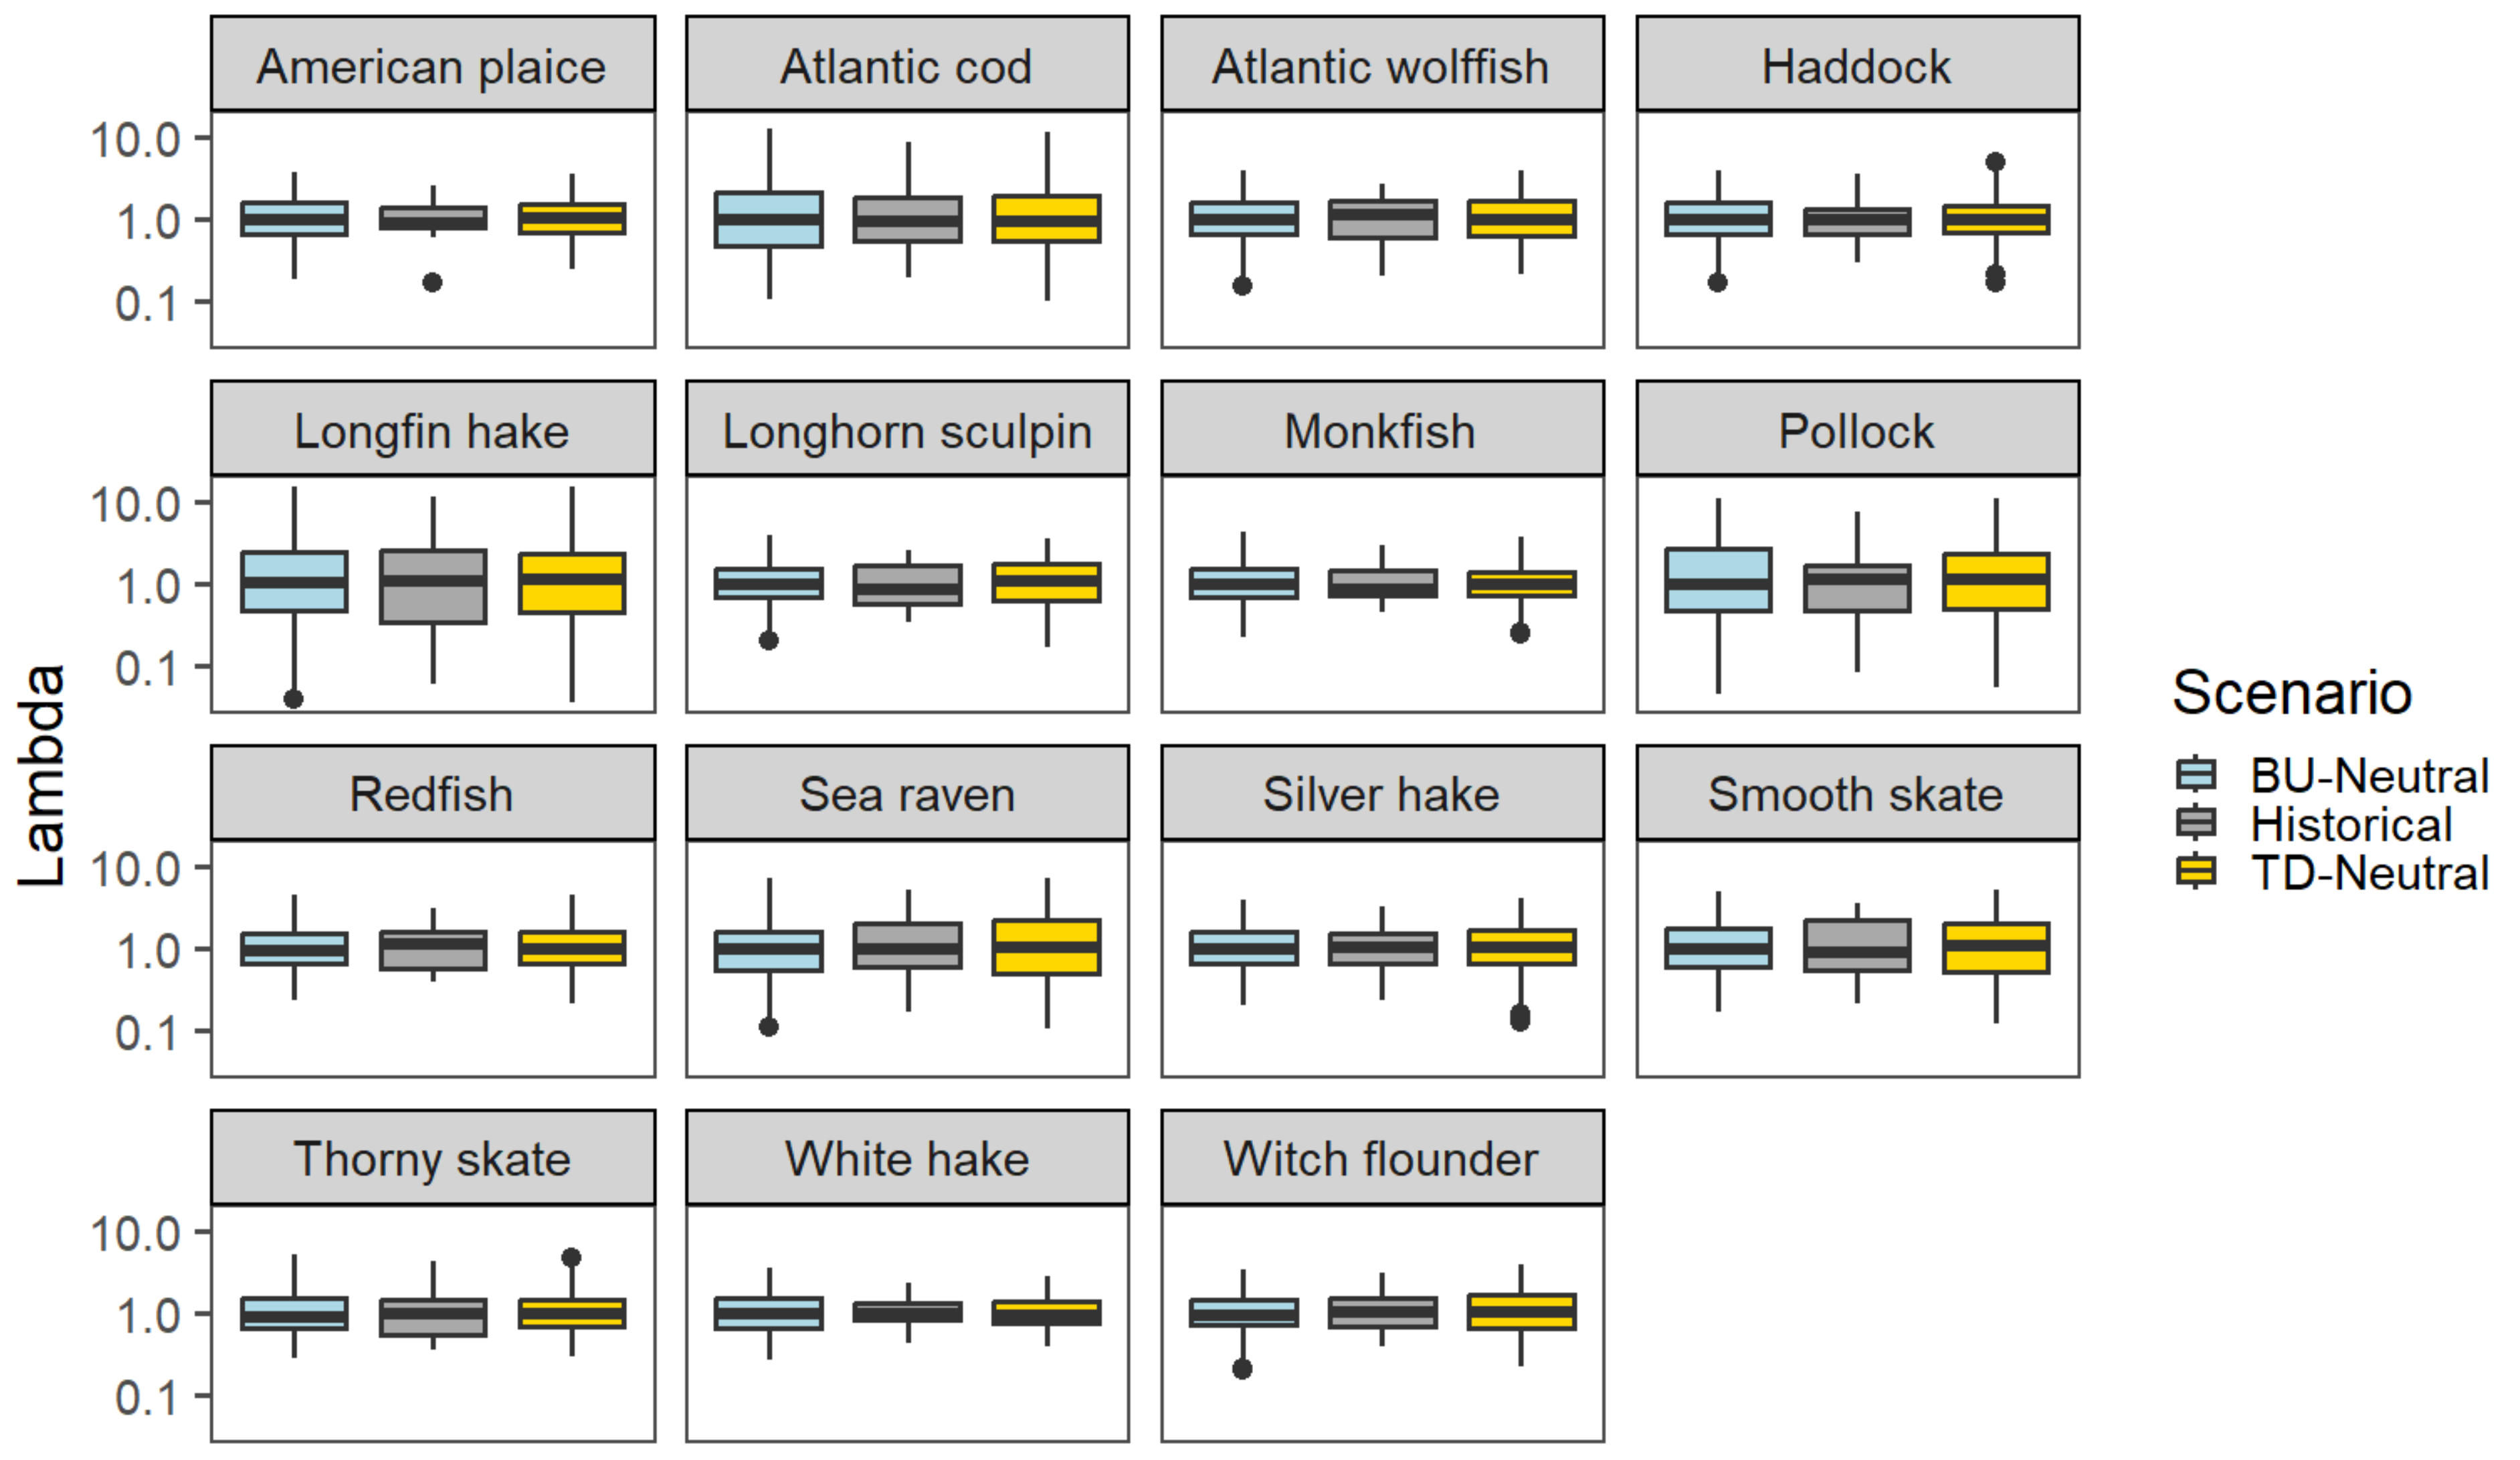 American plaice
Atlantic cod
Atlantic wolffish
Haddock
10.0
1.0
0.1
Longfin hake
Longhorn sculpin
Monkfish
Pollock
10.0
1.0
0.1
Lambda
Redfish
Sea raven
Silver hake
Smooth skate
10.0
1.0
0.1
Thorny skate
White hake
Witch flounder
10.0
1.0
0.1
Scenario
BU-Neutral
Historical
TD-Neutral